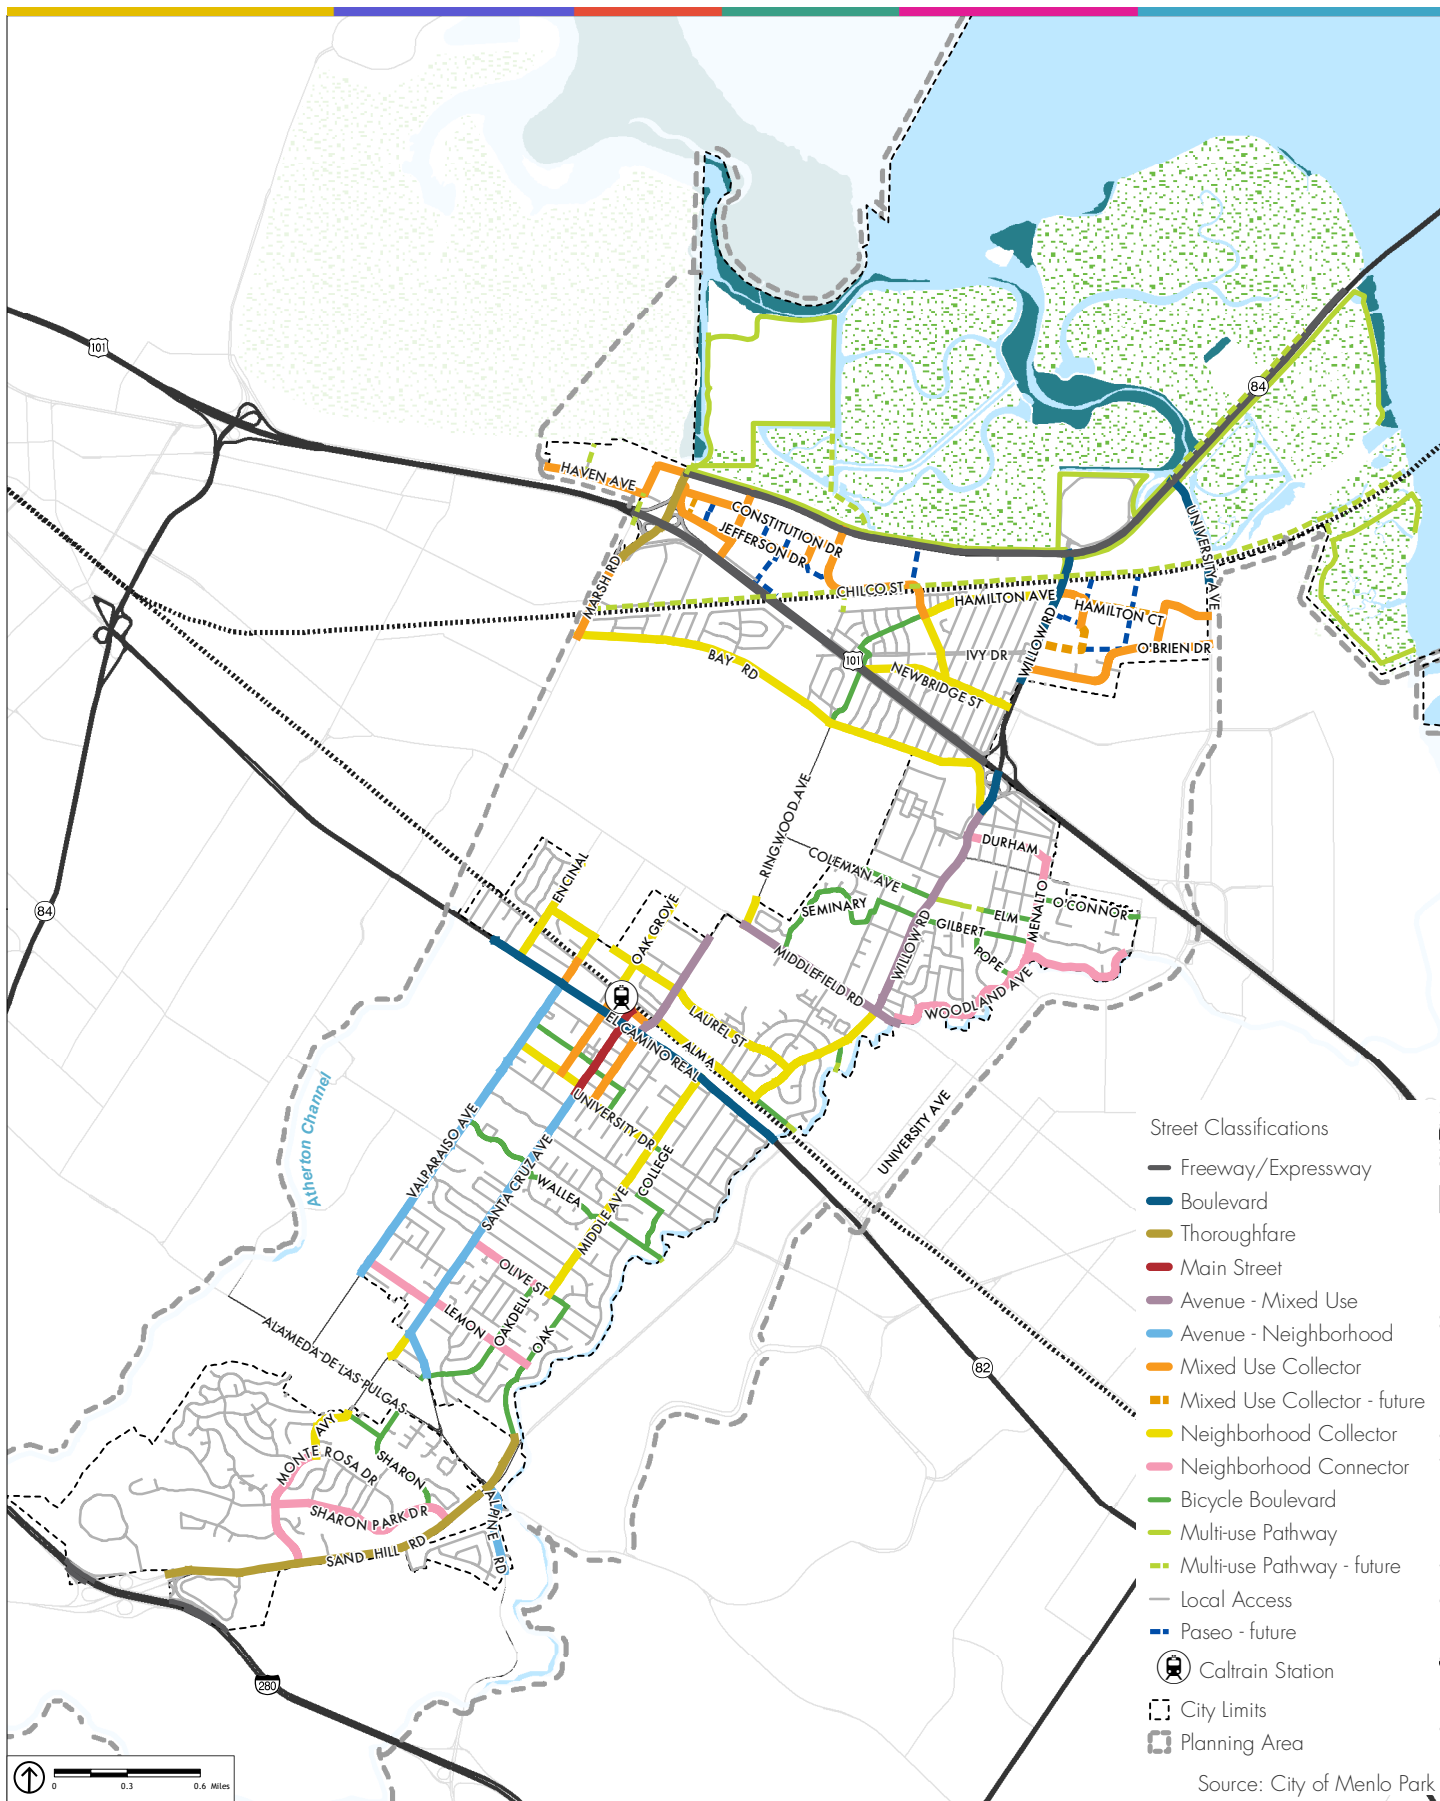 101
84
84
HAVEN AVE
CONSTITUTION DR
JEFFERSON DR
MARSH RD
CHILCO ST
HAMILTON AVE
HAMILTON CT
UNIVERSITY AVE
WILLOW RD
O'BRIEN DR
IVY DR
101
BAY RD
NEWBRIDGE ST
RINGWOOD AVE
COLEMAN AVE
DURHAM
SEMINARY
MENALTO
O'CONNOR
ELM
GILBERT
POPE
WILLOW RD
ENCINAL
OAK GROVE
MIDDLEFIELD RD
WOODLAND AVE
LAUREL ST
EL CAMINO REAL
ALMA
UNIVERSITY DR
UNIVERSITY AVE
Atherton Channel
VALPARAISO AVE
SANTA CRUZ AVE
WALLEA
MIDDLE AVE
COLLEGE
OLIVE ST
LEMON
OAKDELL
OAK
ALAMEDA DE LAS PULGAS
AVY
MONTE ROSA DR
SHARON
SHARON PARK DR
SAND HILL RD
ALPINE RD
82
280
Street Classifications
Freeway/Expressway
Boulevard
Thoroughfare
Main Street
Avenue - Mixed Use
Avenue - Neighborhood
Mixed Use Collector
Mixed Use Collector - future
Neighborhood Collector
Neighborhood Connector
Bicycle Boulevard
Multi-use Pathway
Multi-use Pathway - future
Local Access
Paseo - future
Caltrain Station
City Limits
Planning Area
0 0.3 0.6 Miles
Source: City of Menlo Park